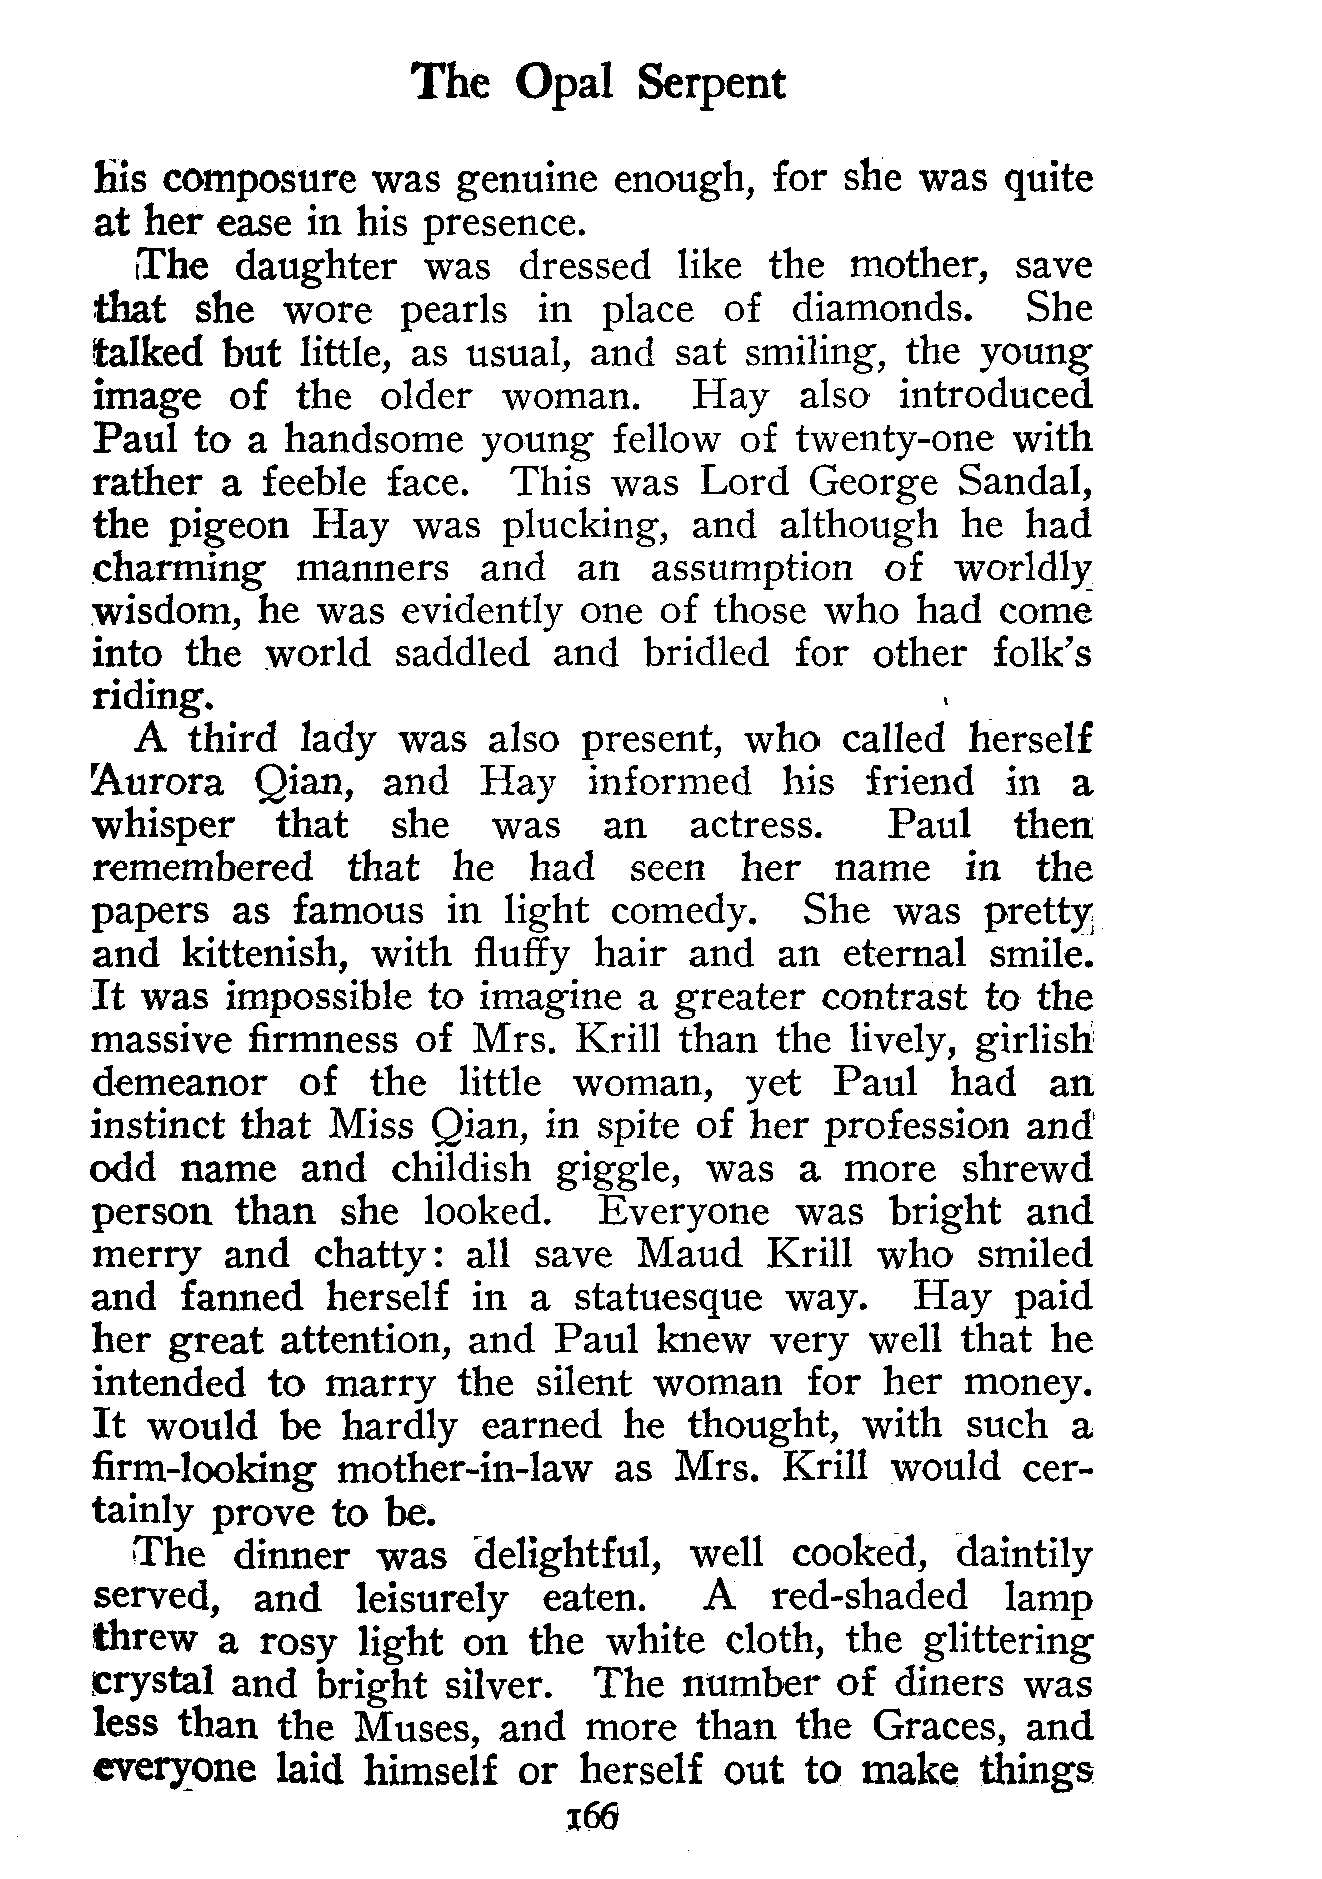 The Opal Serpent
his composure was genuine enough, for she was quite
at her ease in his presence.
The daughter was dressed like the mother, save
that she wore pearls in place of diamonds. She
talked but little, as usual, and sat smiling, the young
image of the older woman. Hay also introduced
Paul to a handsome young fellow of twenty-one with
rather a feeble face. This was Lord George Sandal,
the pigeon Hay was plucking, and although he had
charming manners and an assumption of worldly
wisdom, he was evidently one of those who had come
into the world saddled and bridled for other folk's
riding.
A third lady was also present, who called herself
Aurora Qian, and Hay informed his friend in a
whisper that she was an actress. Paul then
remembered that he had seen her name in the
papers as famous in light comedy. She was pretty
and kittenish, with fluffy hair and an eternal smile.
It was impossible to imagine a greater contrast to the
massive firmness of Mrs. Krill than the lively, girlish
demeanor of the little woman, yet Paul had an
instinct that Miss Qian, in spite of her profession and
odd name and childish giggle, was a more shrewd
person than she looked. Everyone was bright and
merry and chatty: all save Maud Krill who smiled
and fanned herself in a statuesque way. Hay paid
her great attention, and Paul knew very well that he
intended to marry the silent woman for her money.
It would be hardly earned he thought, with such a
firm-looking mother-in-law as Mrs. Krill would cer-
tainly prove to be.
The dinner was delightful, well cooked, daintily
served, and leisurely eaten. A red-shaded lamp
threw a rosy light on the white cloth, the glittering
crystal and bright silver. The number of diners was
less than the Muses, and more than the Graces, and
everyone laid himself or herself out to make things
166